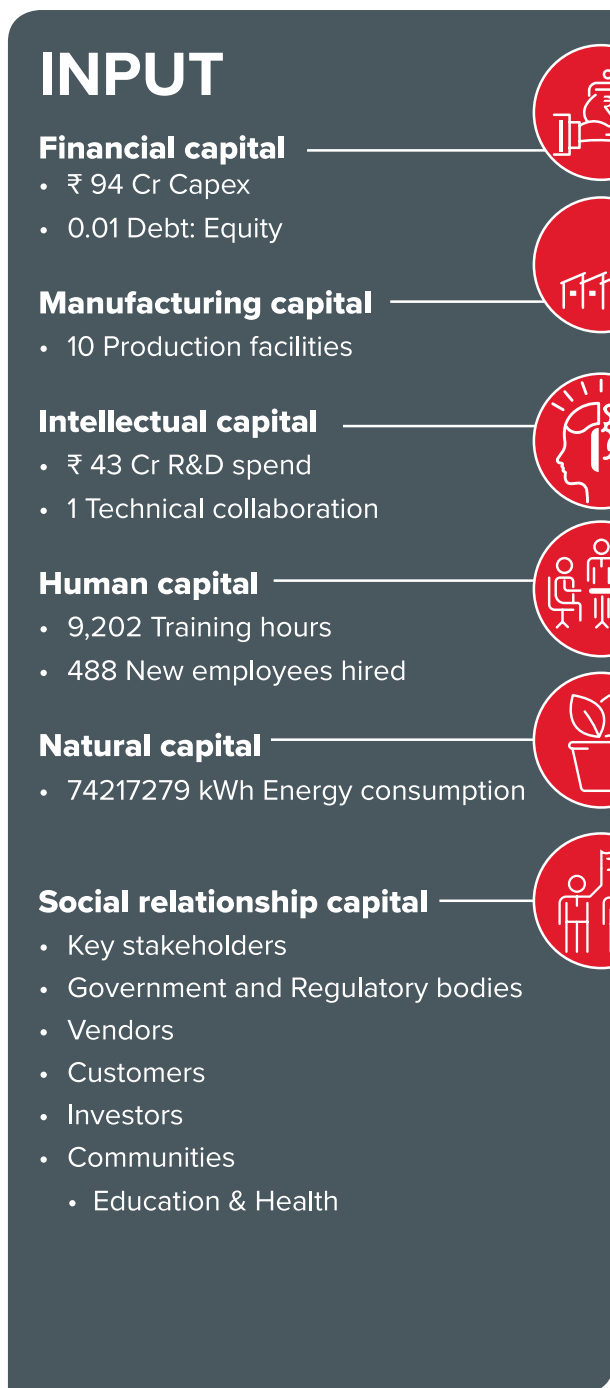 INPUT
Financial capital
• ₹ 94 Cr Capex
• 0.01 Debt: Equity
Manufacturing capital
• 10 Production facilities
Intellectual capital
• ₹ 43 Cr R&D spend
• 1 Technical collaboration
Human capital
• 9,202 Training hours
• 488 New employees hired
Natural capital
• 74217279 kWh Energy consumption
Social relationship capital
• Key stakeholders
• Government and Regulatory bodies
• Vendors
• Customers
• Investors
• Communities
• Education & Health